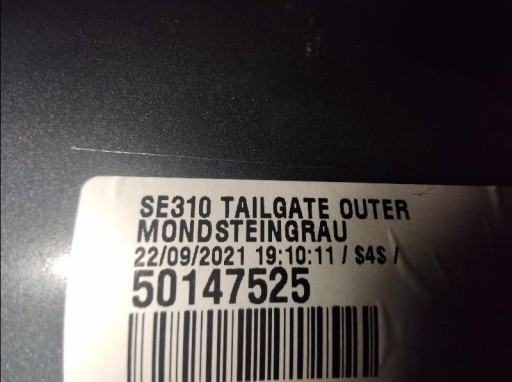 SE310 TAILGATE OUTER
MONDSTEINGRAU
22/09/2021 19:10:11 / $4$ /
50147525